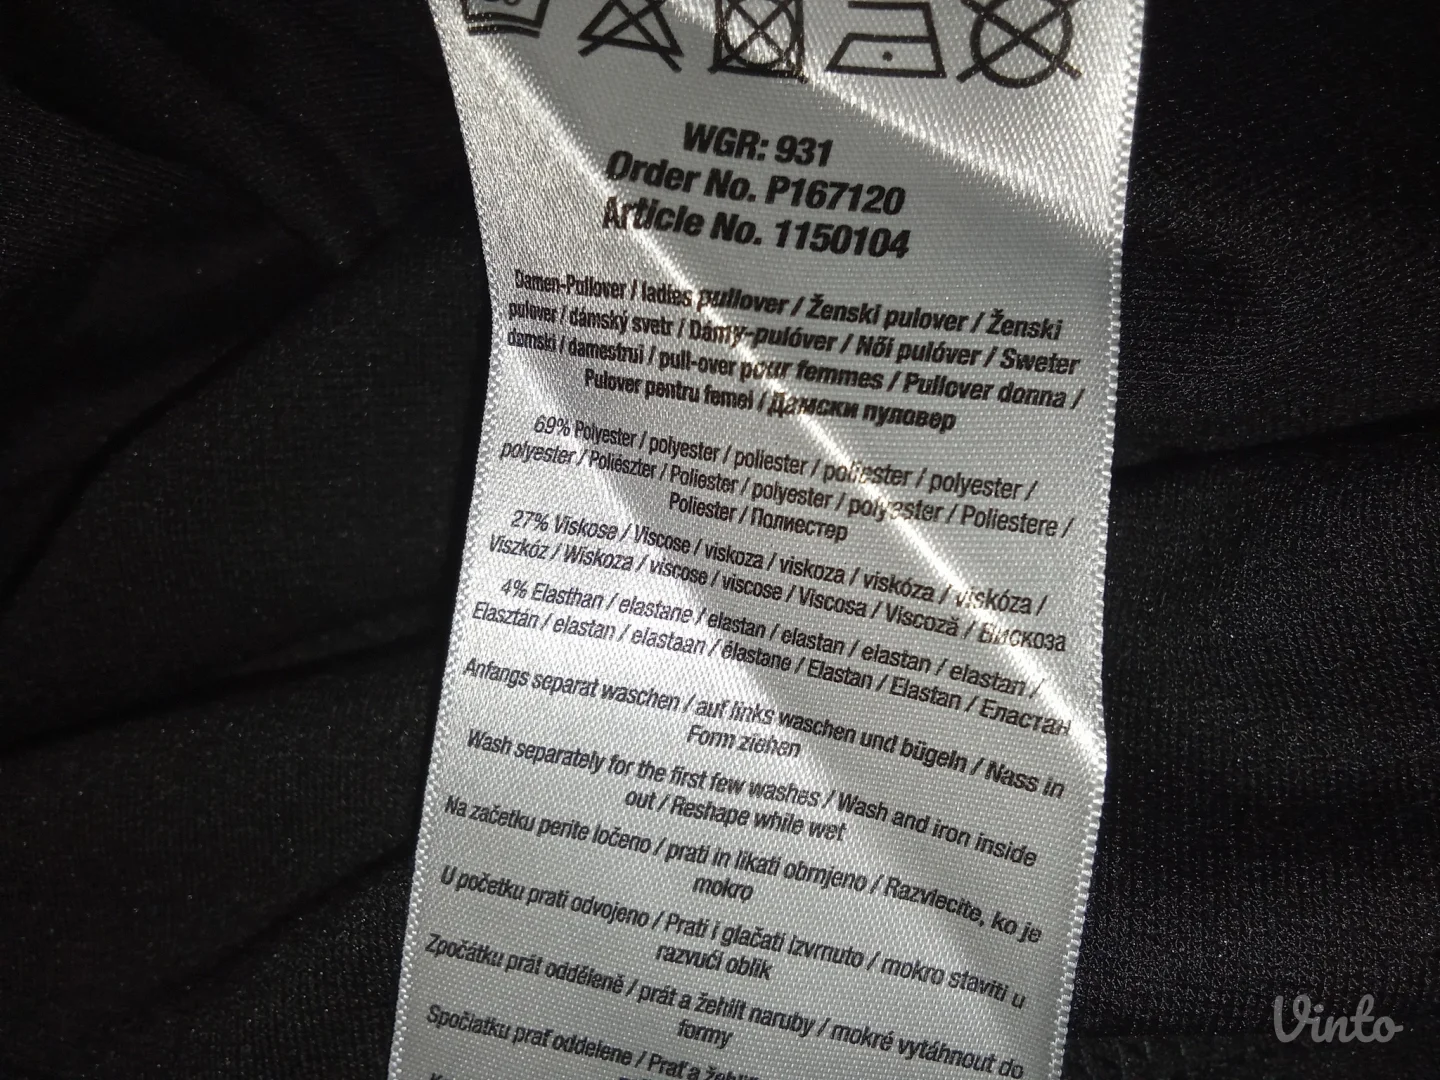 WGR: 931
Order No. P167120
Article No. 1150104
Damen-Pullover / ladies pullover / Ženski pulover / Ženski
pulover / dámský svetr / Dámy-pulóver / Női pulóver / Sweter
damski / damestrui / pull-over pour femmes / Pullover donna /
Pulover pentru femei / Дамски пуловер
69% Polyester / polyester / poliester / poliester / polyester /
polyester / Poliészter / Poliester / polyester / polyester / Poliestere /
Poliester / Полиестер
27% Viskose / Viscose / viskoza / viskoza / viskóza / viskóza /
Viszkóz / Wiskoza / viscose / viscose / Viscosa / Viscoză / Вискоза
4% Elasthan / elastane / elastan / elastan / elastan / elastan /
Elasztán / elastan / elastaan / élastane / Elastan / Elastan / Еластан
Anfangs separat waschen / auf links waschen und bügeln / Nass in
Form ziehen
Wash separately for the first few washes / Wash and iron inside
out / Reshape while wet
Na začetku perite ločeno / prati in likati obrnjeno / Razvlecite, ko je
mokro
U početku prati odvojeno / Prati i glačati izvrnuto / mokro staviti u
razvući oblik
Zpočátku prát odděleně / prát a žehlit naruby / mokré vytáhnout do
formy
Spočiatku prať oddelene / Prať a žehliť
Vinto